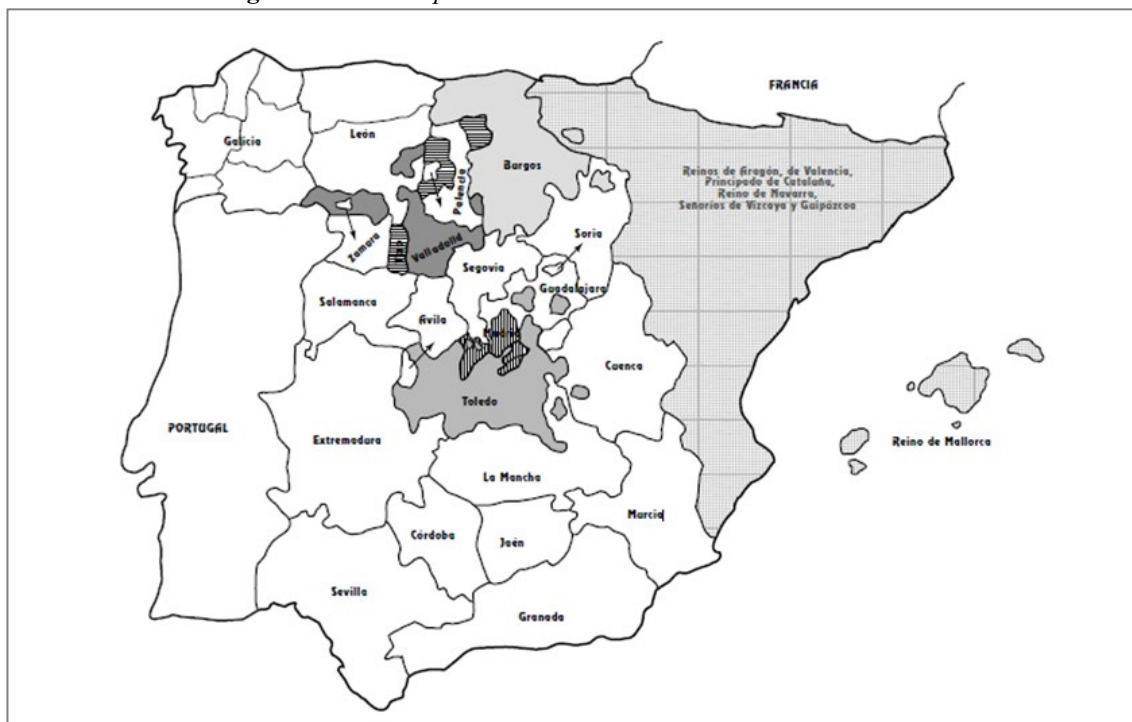 FRANCIA
Galicia
León
Burgos
Palencia
Reinos de Aragón, de Valencia,
Principado de Cataluña,
Reino de Navarra,
Señoríos de Vizcaya y Guipúzcoa
Zamora
Toro
Valladolid
Soria
Segovia
Guadalajara
Salamanca
Ávila
Madrid
Cuenca
Toledo
PORTUGAL
Extremadura
Reino de Mallorca
La Mancha
Murcia
Córdoba
Jaén
Sevilla
Granada